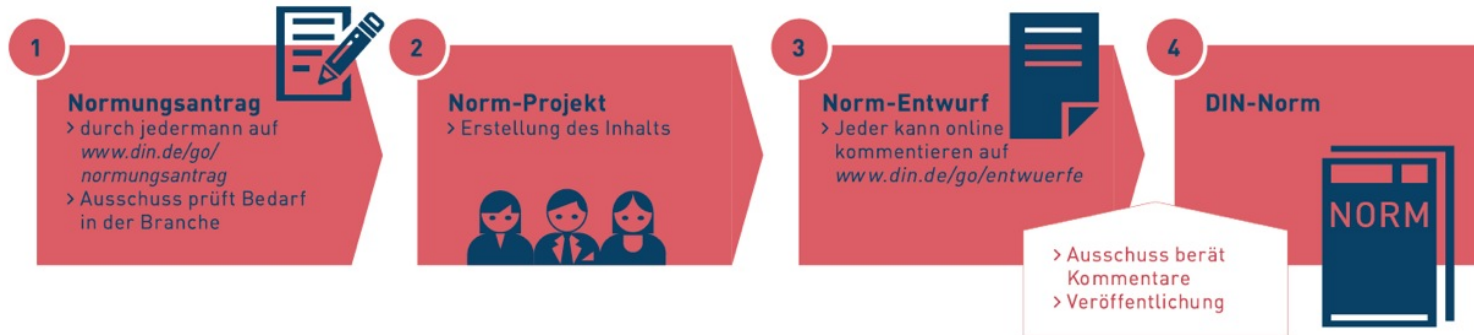 1
Normungsantrag
> durch jedermann auf
www.din.de/go/
normungsantrag
> Ausschuss prüft Bedarf
in der Branche
2
Norm-Projekt
> Erstellung des Inhalts
3
Norm-Entwurf
> Jeder kann online
kommentieren auf
www.din.de/go/entwuerfe
> Ausschuss berät
Kommentare
> Veröffentlichung
4
DIN-Norm
NORM